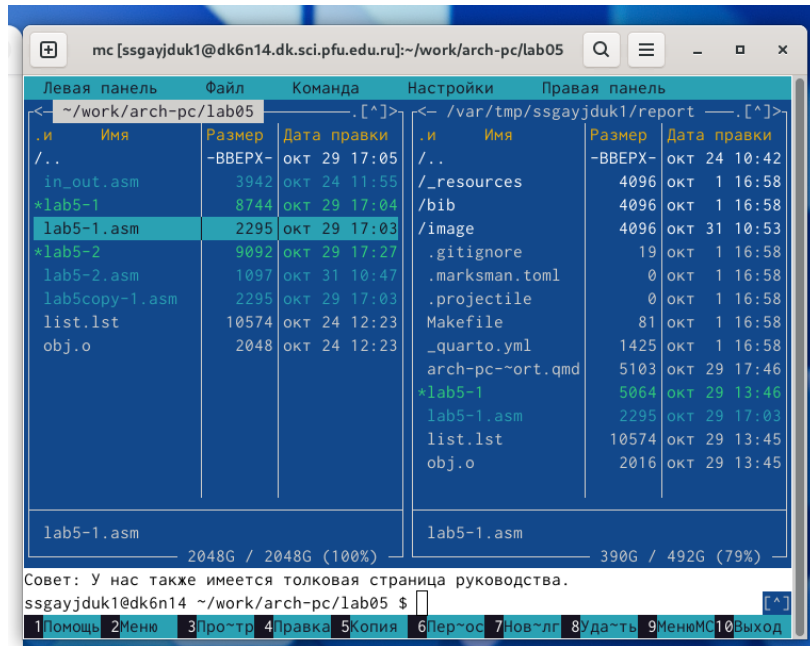 mc [ssgayjduk1@dk6n14.dk.sci.pfu.edu.ru]:~/work/arch-pc/lab05
Левая панель Файл Команда Настройки Правая панель
<— ~/work/arch-pc/lab05 .[^]> <— /var/tmp/ssgayjduk1/report .[^]>
.и Имя Размер Дата правки .и Имя Размер Дата правки
/.. -ВВЕРХ- окт 29 17:05 /.. -ВВЕРХ- окт 24 10:42
in_out.asm 3942 окт 24 11:55 /_resources 4096 окт 1 16:58
*lab5-1 8744 окт 29 17:04 /bib 4096 окт 1 16:58
lab5-1.asm 2295 окт 29 17:03 /image 4096 окт 31 10:53
*lab5-2 9092 окт 29 17:27 .gitignore 19 окт 1 16:58
lab5-2.asm 1097 окт 31 10:47 .marksman.toml 0 окт 1 16:58
lab5copy-1.asm 2295 окт 29 17:03 .projectile 0 окт 1 16:58
list.lst 10574 окт 24 12:23 Makefile 81 окт 1 16:58
obj.o 2048 окт 24 12:23 _quarto.yml 1425 окт 1 16:58
arch-pc-~ort.qmd 5103 окт 29 17:46
*lab5-1 5064 окт 29 13:46
lab5-1.asm 2295 окт 29 17:03
list.lst 10574 окт 29 13:45
obj.o 2016 окт 29 13:45
lab5-1.asm lab5-1.asm
2048G / 2048G (100%) 390G / 492G (79%)
Совет: У нас также имеется толковая страница руководства.
ssgayjduk1@dk6n14 ~/work/arch-pc/lab05 $ [^]
1Помощь 2Меню 3Про~тр 4Правка 5Копия 6Пер~ос 7Нов~лг 8Уда~ть 9МенюМС 10Выход